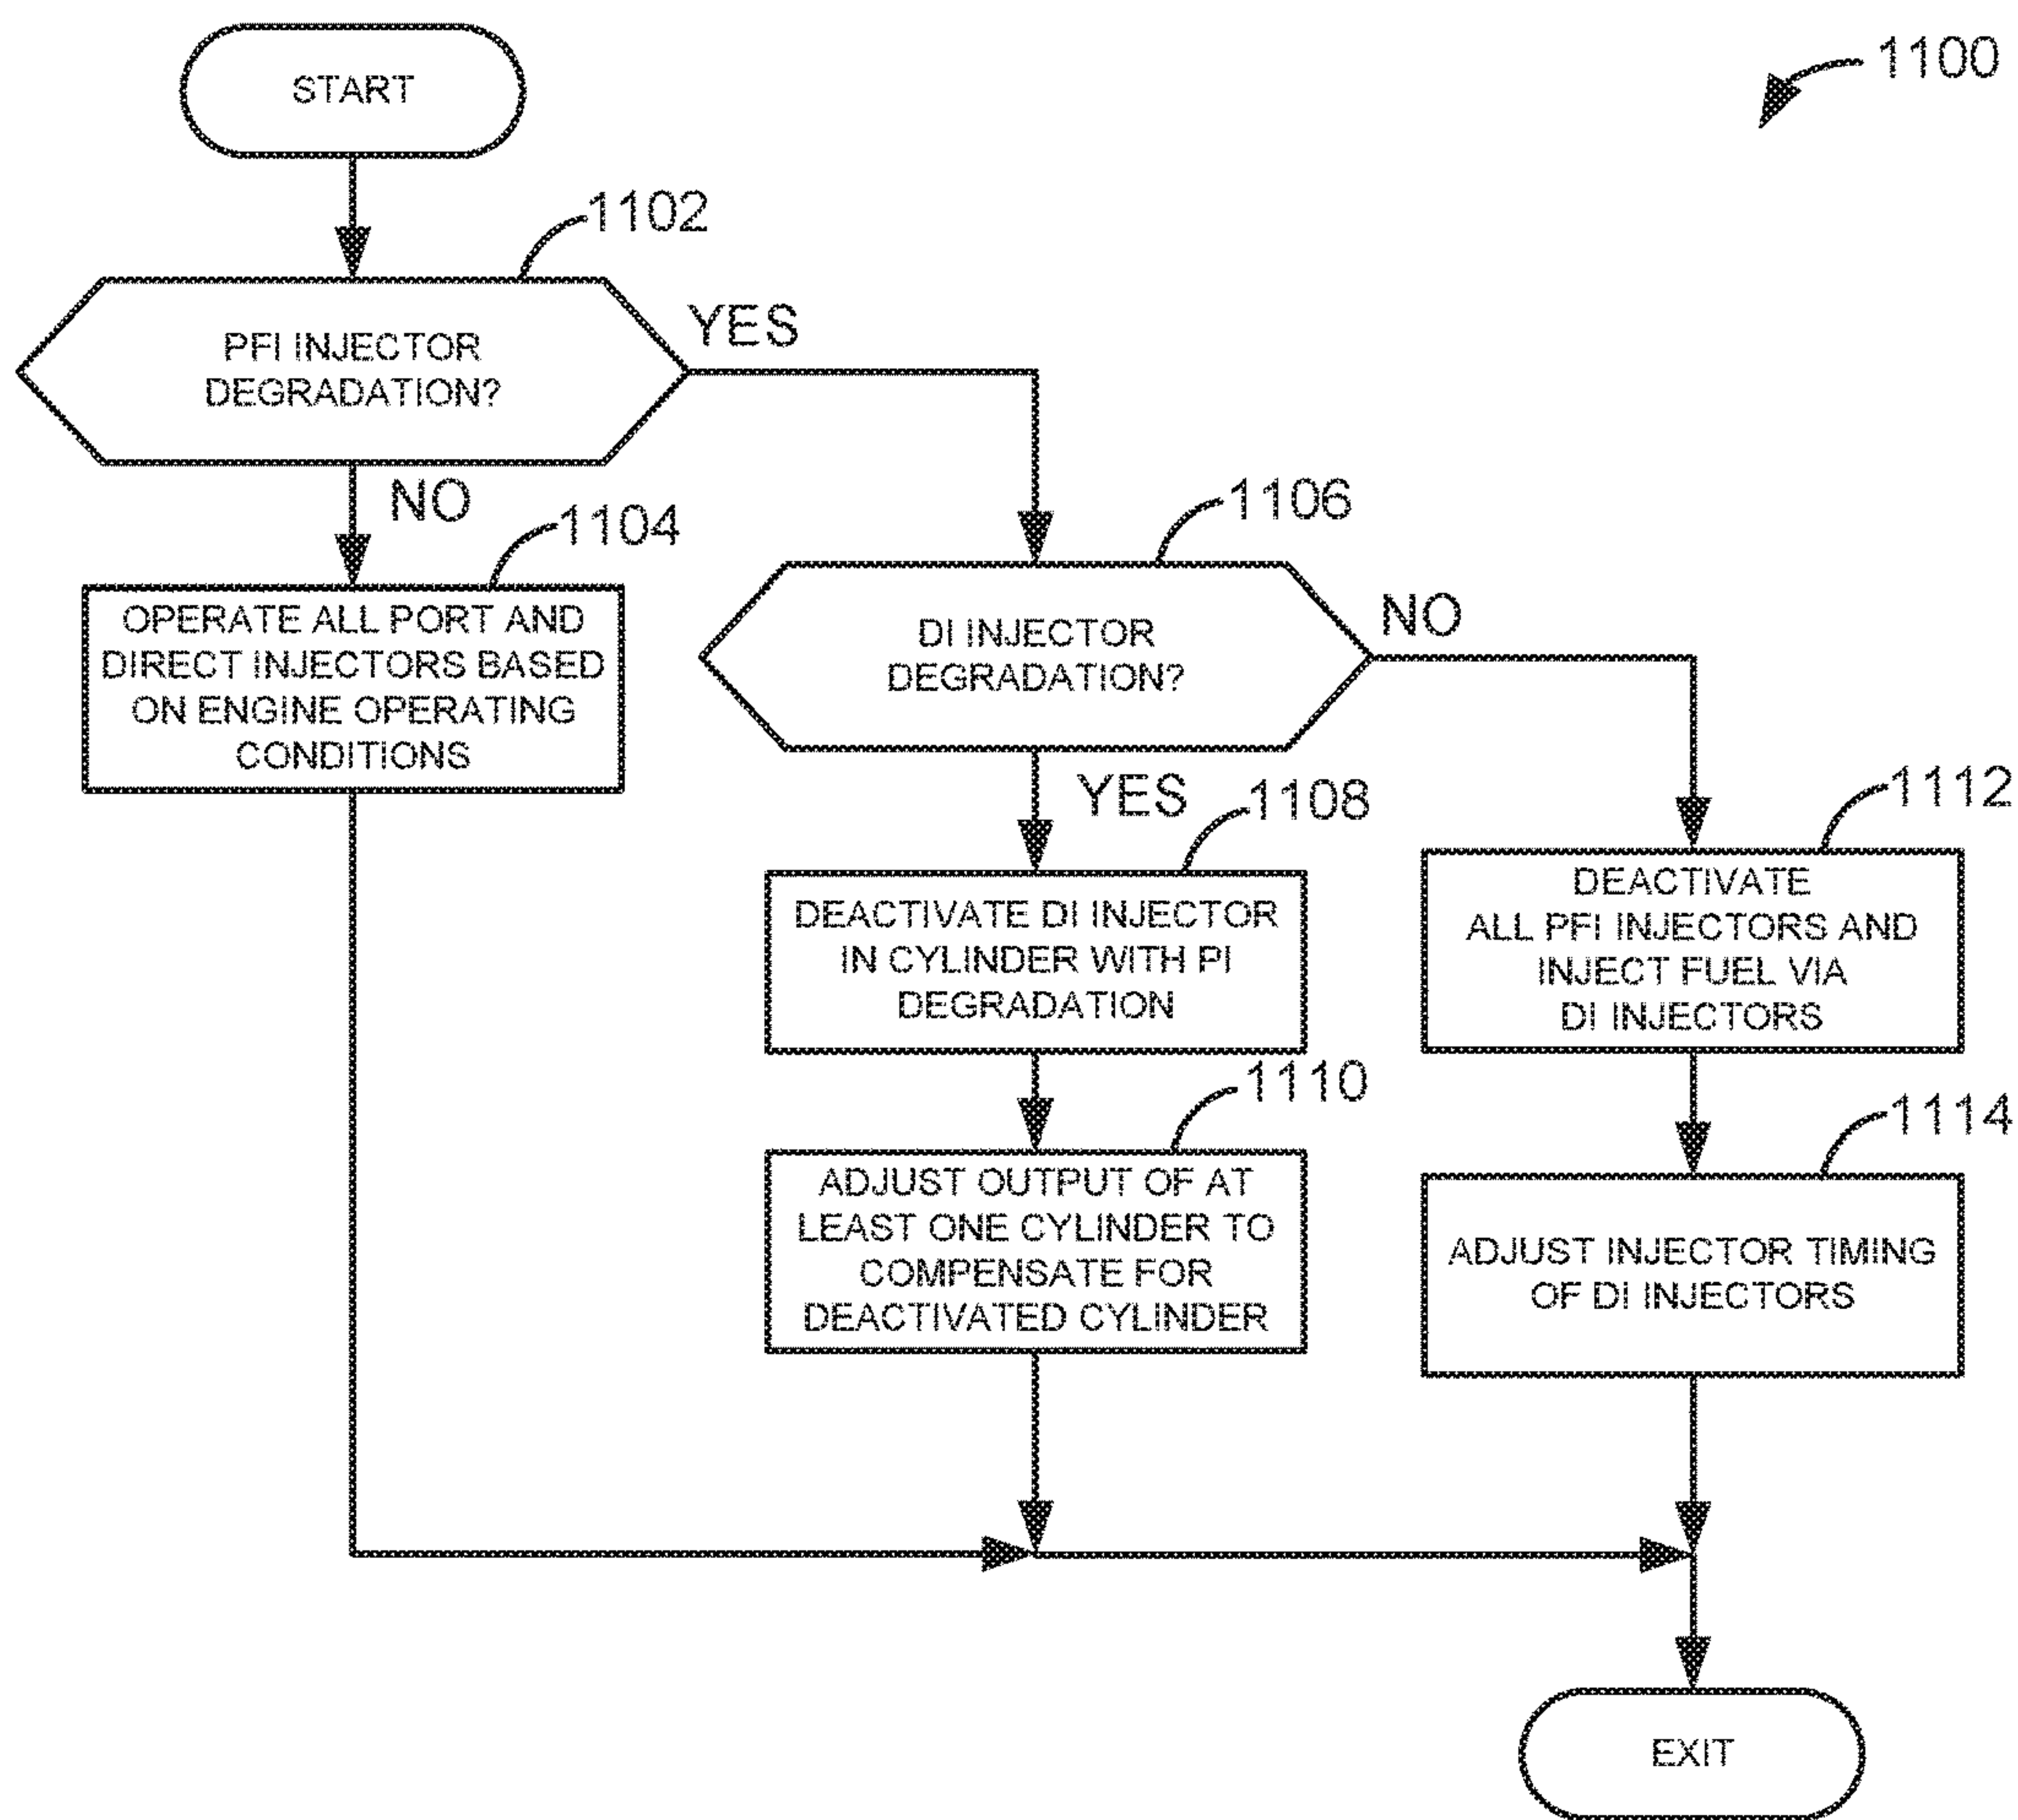 START
1100
1102
PFI INJECTOR
DEGRADATION?
YES
NO
1104
OPERATE ALL PORT AND
DIRECT INJECTORS BASED
ON ENGINE OPERATING
CONDITIONS
1106
DI INJECTOR
DEGRADATION?
NO
YES
1108
DEACTIVATE DI INJECTOR
IN CYLINDER WITH PI
DEGRADATION
1112
DEACTIVATE
ALL PFI INJECTORS AND
INJECT FUEL VIA
DI INJECTORS
1110
ADJUST OUTPUT OF AT
LEAST ONE CYLINDER TO
COMPENSATE FOR
DEACTIVATED CYLINDER
1114
ADJUST INJECTOR TIMING
OF DI INJECTORS
EXIT